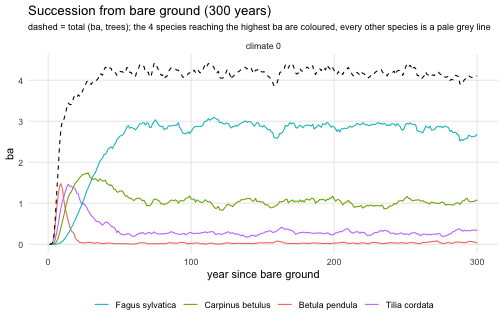 Succession from bare ground (300 years)
dashed = total (ba, trees); the 4 species reaching the highest ba are coloured, every other species is a pale grey line
climate 0
4
3
2
1
0
ba
0 100 200 300
year since bare ground
Fagus sylvatica Carpinus betulus Betula pendula Tilia cordata